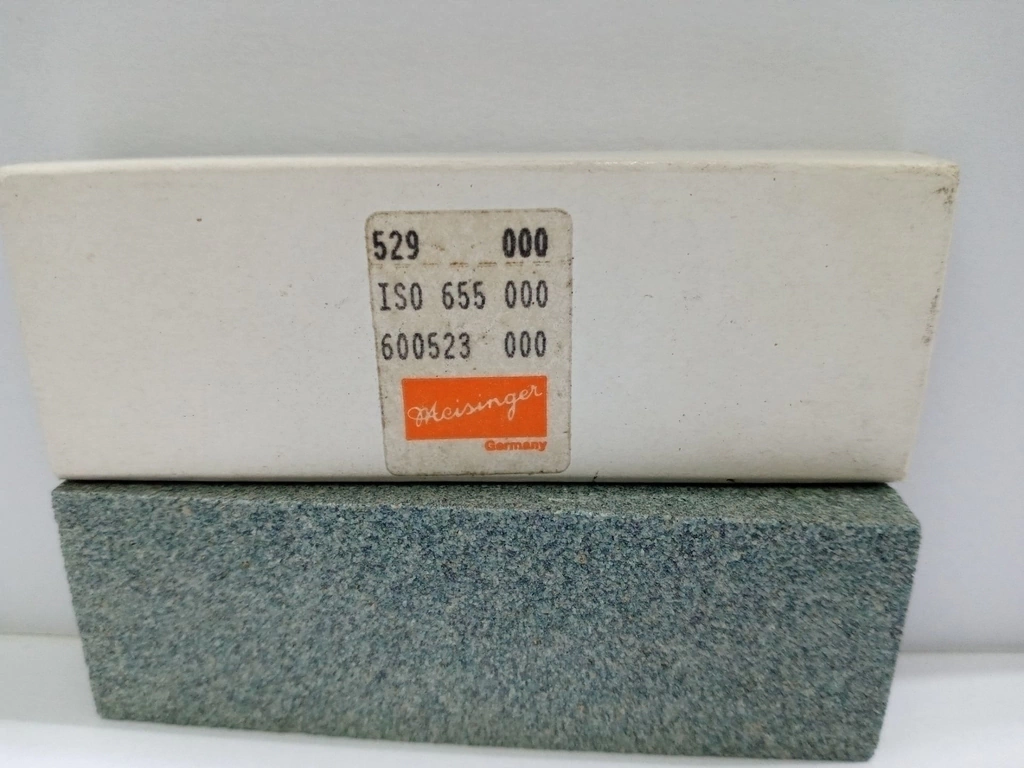 529 000
ISO 655 000
600523 000
Meisinger
Germany